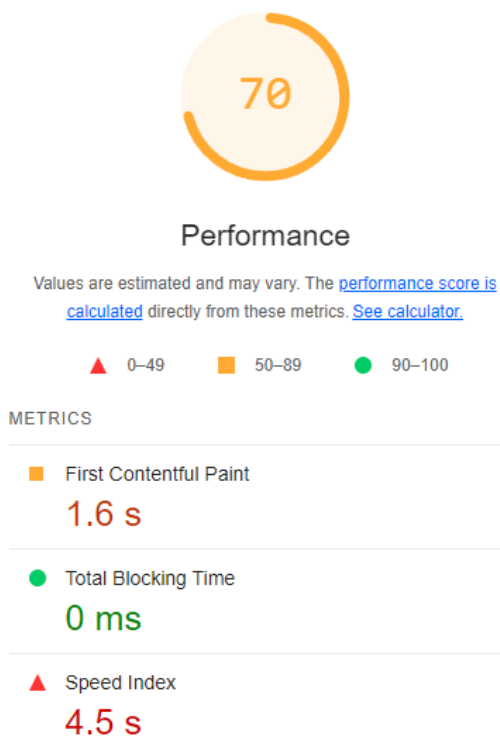 70
Performance
Values are estimated and may vary. The performance score is
calculated directly from these metrics. See calculator.
0–49 50–89 90–100
METRICS
First Contentful Paint
1.6 s
Total Blocking Time
0 ms
Speed Index
4.5 s